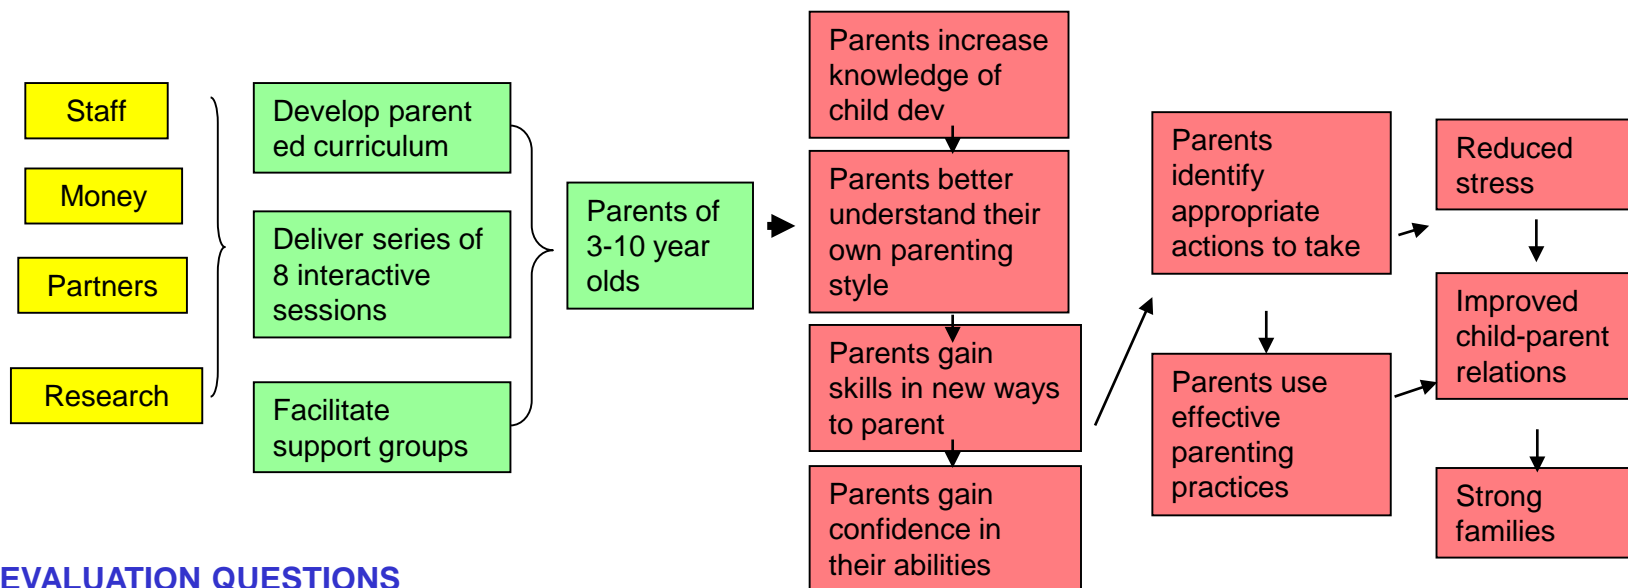 Staff
Money
Partners
Research
Develop parent
ed curriculum
Deliver series of
8 interactive
sessions
Facilitate
support groups
Parents of
3-10 year
olds
Parents increase
knowledge of
child dev
Parents better
understand their
own parenting
style
Parents gain
skills in new ways
to parent
Parents gain
confidence in
their abilities
Parents
identify
appropriate
actions to take
Parents use
effective
parenting
practices
Reduced
stress
Improved
child-parent
relations
Strong
families
EVALUATION QUESTIONS